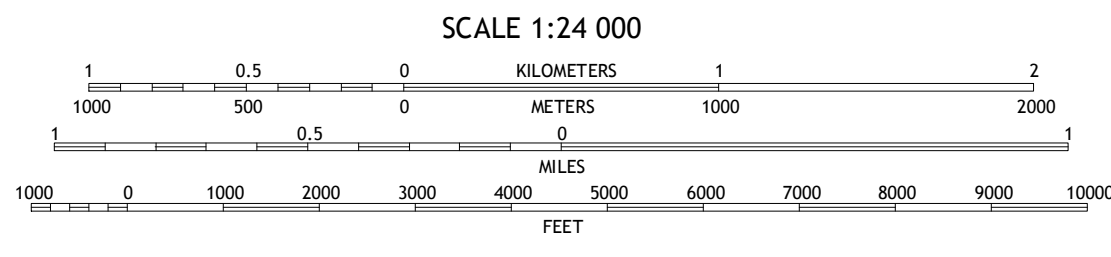 SCALE 1:24 000
1 0.5 0 KILOMETERS 1 2
1000 500 0 METERS 1000 2000
1 0.5 0 1
MILES
1000 0 1000 2000 3000 4000 5000 6000 7000 8000 9000 10000
FEET